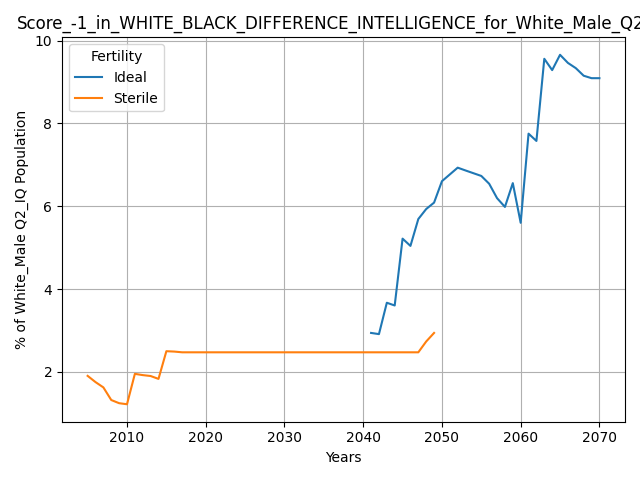 Score_-1_in_WHITE_BLACK_DIFFERENCE_INTELLIGENCE_for_White_Male_Q2
Fertility
Ideal
Sterile
% of White_Male Q2_IQ Population
10
8
6
4
2
2010 2020 2030 2040 2050 2060 2070
Years